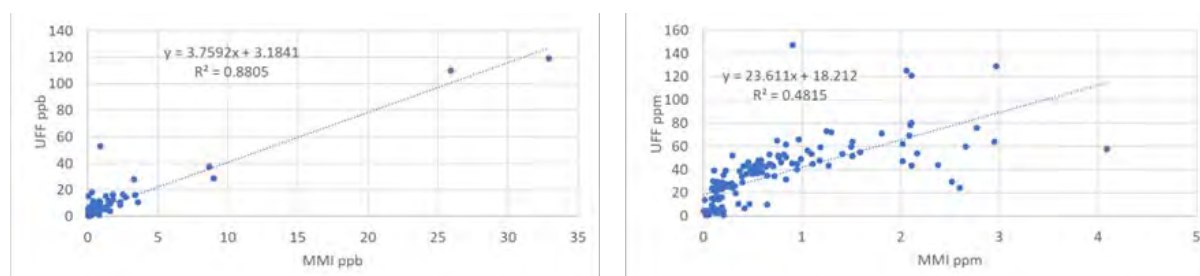 140
120
100
80
60
40
20
0
UFF ppb
y = 3.7592x + 3.1841
R² = 0.8805
0 5 10 15 20 25 30 35
MMI ppb
160
140
120
100
80
60
40
20
0
UFF ppm
y = 23.611x + 18.212
R² = 0.4815
0 1 2 3 4 5
MMI ppm